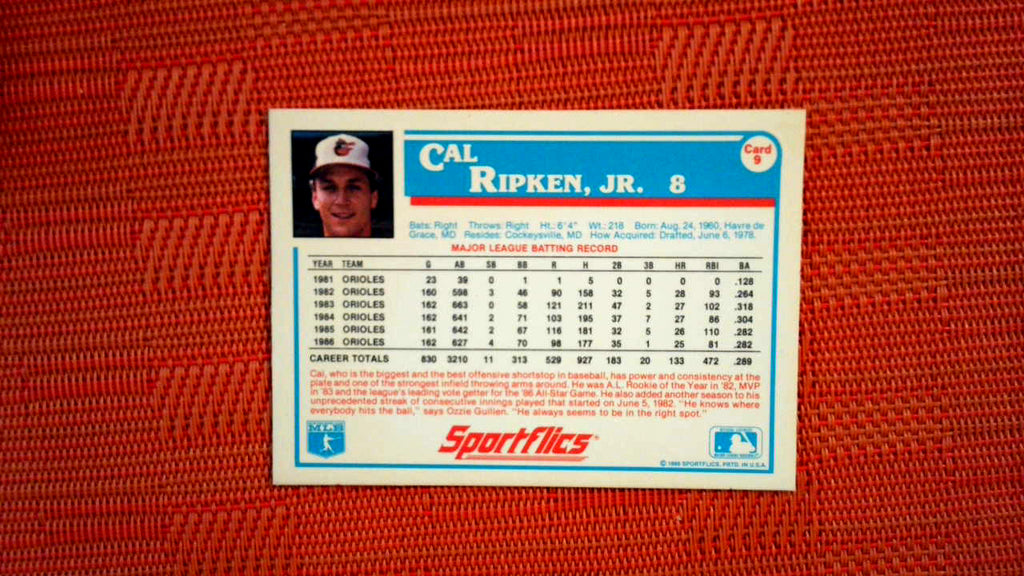 CAL
RIPKEN, JR. 8
Card
9
Bats: Right Throws: Right Ht.: 6'4" Wt.: 218 Born: Aug. 24, 1960, Havre de
Grace, MD Resides: Cockeysville, MD How Acquired: Drafted, June 6, 1978.
MAJOR LEAGUE BATTING RECORD
YEAR TEAM G AB SB BB R H 2B 3B HR RBI BA
1981 ORIOLES 23 39 0 1 1 5 0 0 0 0 .128
1982 ORIOLES 160 598 3 46 90 158 32 5 28 93 .264
1983 ORIOLES 162 663 0 58 121 211 47 2 27 102 .318
1984 ORIOLES 162 641 2 71 103 195 37 7 27 86 .304
1985 ORIOLES 161 642 2 67 116 181 32 5 26 110 .282
1986 ORIOLES 162 627 4 70 98 177 35 1 25 81 .282
CAREER TOTALS 830 3210 11 313 529 927 183 20 133 472 .289
Cal, who is the biggest and the best offensive shortstop in baseball, has power and consistency at the
plate and one of the strongest infield throwing arms around. He was A.L. Rookie of the Year in '82, MVP
in '83 and the league's leading vote getter for the '86 All-Star Game. He also added another season to his
unprecedented streak of consecutive innings played that started on June 5, 1982. "He knows where
everybody hits the ball," says Ozzie Guillen. "He always seems to be in the right spot."
MLB
Sportflics
© 1986 SPORTFLICS, PRTD. IN U.S.A.